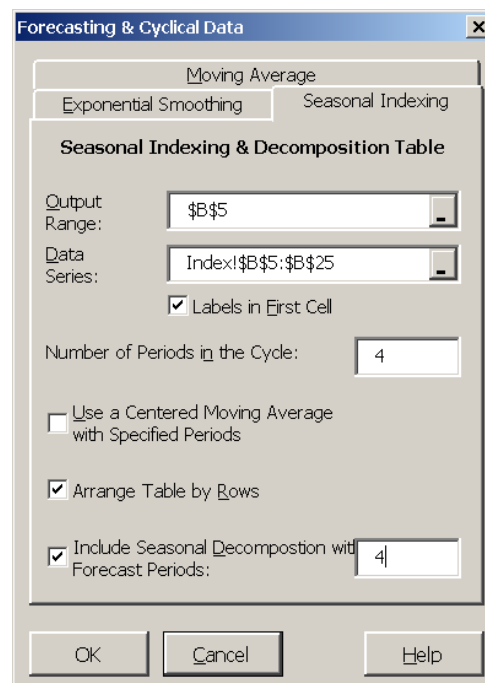 Forecasting & Cyclical Data
Moving Average
Exponential Smoothing
Seasonal Indexing
Seasonal Indexing & Decomposition Table
Output
Range:
$B$5
Data
Series:
Index!$B$5:$B$25
Labels in First Cell
Number of Periods in the Cycle:
4
Use a Centered Moving Average
with Specified Periods
Arrange Table by Rows
Include Seasonal Decompostion wit
Forecast Periods:
4
OK
Cancel
Help